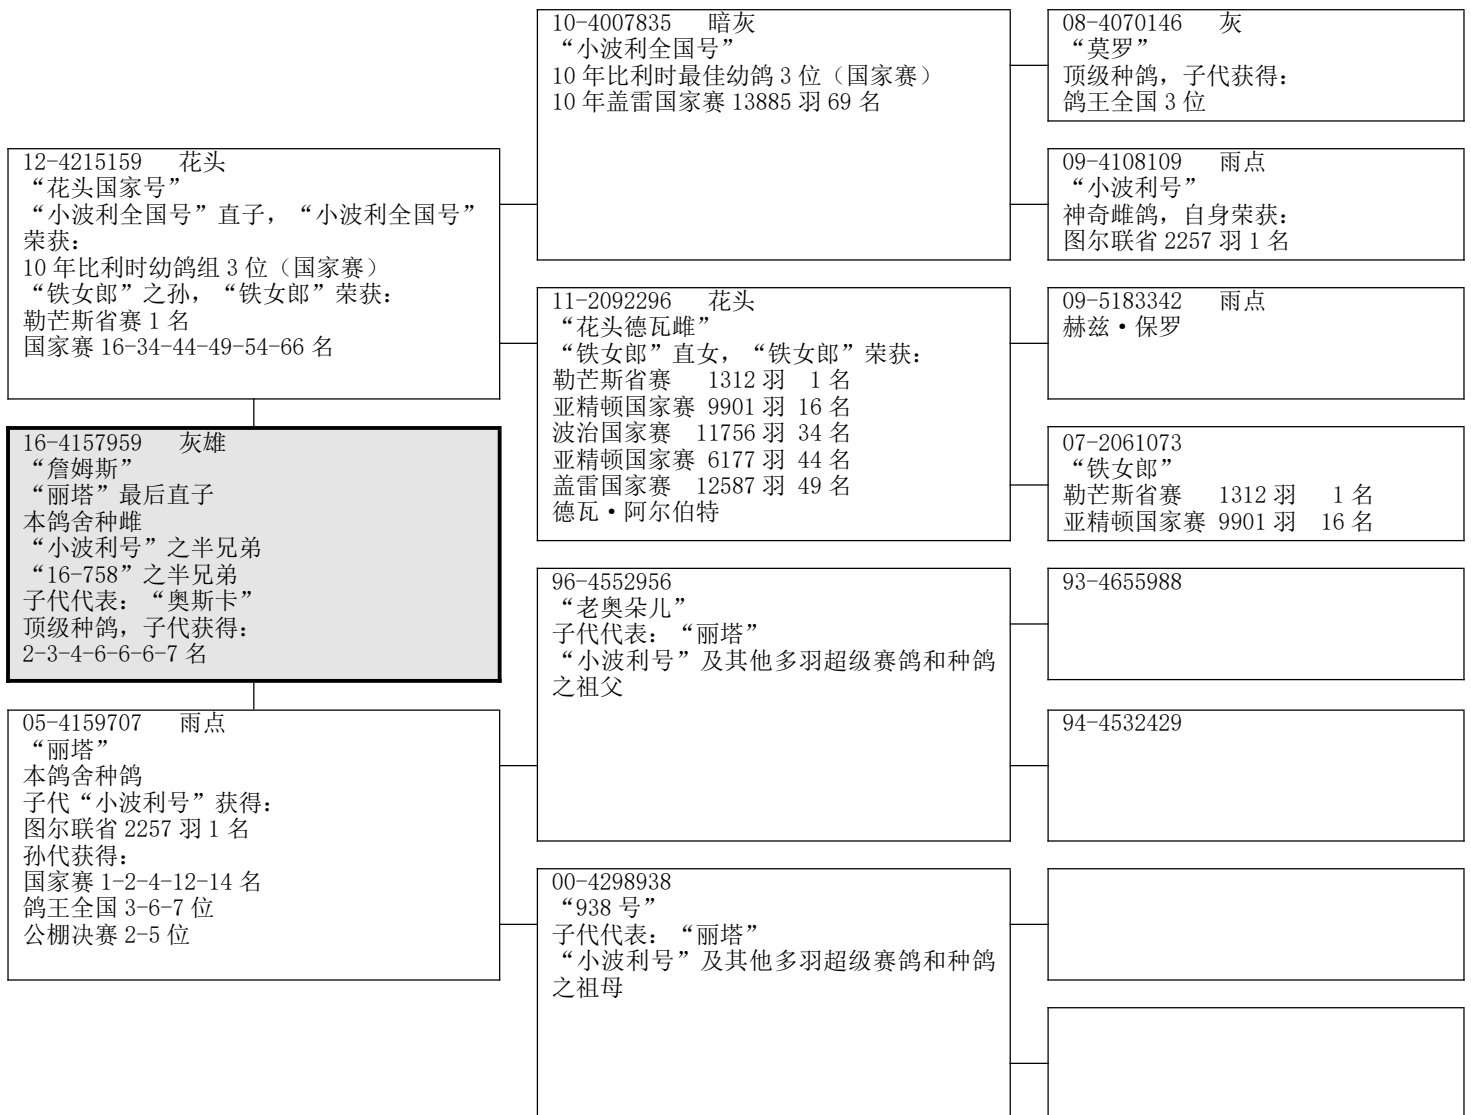 12-4215159 花头
“花头国家号”
“小波利全国号”直子，“小波利全国号”
荣获：
10 年比利时幼鸽组 3 位（国家赛）
“铁女郎”之孙，“铁女郎”荣获：
勒芒斯省赛 1 名
国家赛 16-34-44-49-54-66 名
16-4157959 灰雄
“詹姆斯”
“丽塔”最后直子
本鸽舍种雌
“小波利号”之半兄弟
“16-758”之半兄弟
子代代表：“奥斯卡”
顶级种鸽，子代获得：
2-3-4-6-6-6-7 名
05-4159707 雨点
“丽塔”
本鸽舍种鸽
子代“小波利号”获得：
图尔联省 2257 羽 1 名
孙代获得：
国家赛 1-2-4-12-14 名
鸽王全国 3-6-7 位
公棚决赛 2-5 位
10-4007835 暗灰
“小波利全国号”
10 年比利时最佳幼鸽 3 位（国家赛）
10 年盖雷国家赛 13885 羽 69 名
11-2092296 花头
“花头德瓦雌”
“铁女郎”直女，“铁女郎”荣获：
勒芒斯省赛 1312 羽 1 名
亚精顿国家赛 9901 羽 16 名
波治国家赛 11756 羽 34 名
亚精顿国家赛 6177 羽 44 名
盖雷国家赛 12587 羽 49 名
德瓦·阿尔伯特
96-4552956
“老奥朵儿”
子代代表：“丽塔”
“小波利号”及其他多羽超级赛鸽和种鸽
之祖父
00-4298938
“938 号”
子代代表：“丽塔”
“小波利号”及其他多羽超级赛鸽和种鸽
之祖母
08-4070146 灰
“莫罗”
顶级种鸽，子代获得：
鸽王全国 3 位
09-4108109 雨点
“小波利号”
神奇雌鸽，自身荣获：
图尔联省 2257 羽 1 名
09-5183342 雨点
赫兹·保罗
07-2061073
“铁女郎”
勒芒斯省赛 1312 羽 1 名
亚精顿国家赛 9901 羽 16 名
93-4655988
94-4532429